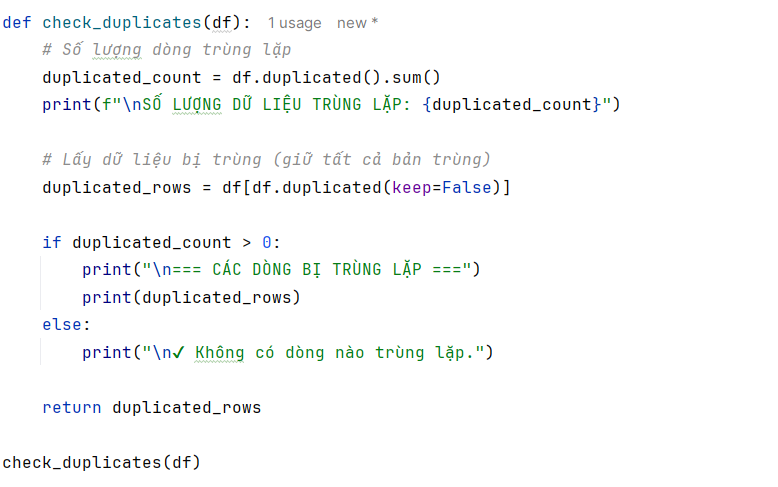 def check_duplicates(df): 1 usage new *
    # Số lượng dòng trùng lặp
    duplicated_count = df.duplicated().sum()
    print(f"\nSỐ LƯỢNG DỮ LIỆU TRÙNG LẶP: {duplicated_count}")
    # Lấy dữ liệu bị trùng (giữ tất cả bản trùng)
    duplicated_rows = df[df.duplicated(keep=False)]
    if duplicated_count > 0:
        print("\n=== CÁC DÒNG BỊ TRÙNG LẶP ===")
        print(duplicated_rows)
    else:
        print("\n✔ Không có dòng nào trùng lặp.")
    return duplicated_rows
check_duplicates(df)